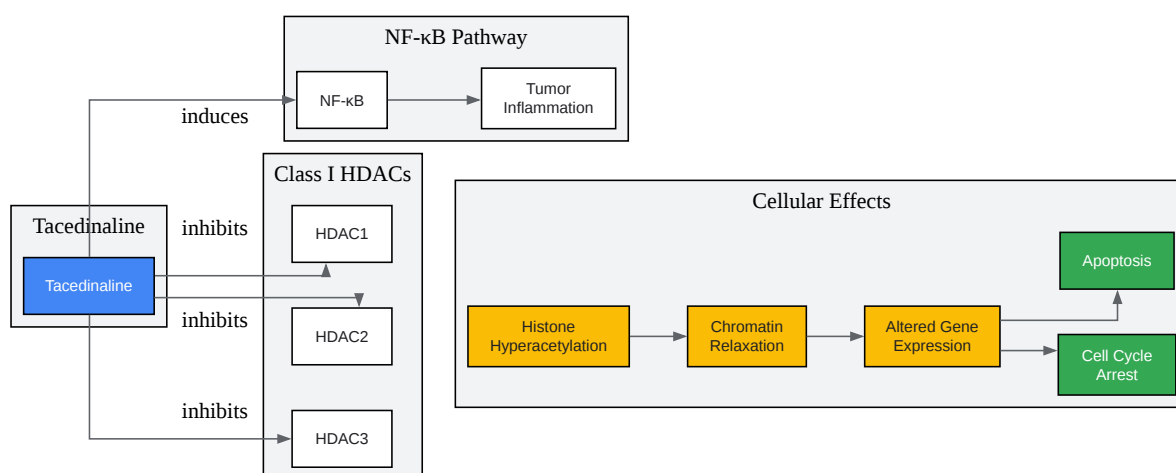 NF-κB Pathway
NF-κB
Tumor
Inflammation
induces
Class I HDACs
Tacedinaline
Tacedinaline
inhibits
HDAC1
inhibits
HDAC2
inhibits
HDAC3
Cellular Effects
Histone
Hyperacetylation
Chromatin
Relaxation
Altered Gene
Expression
Apoptosis
Cell Cycle
Arrest